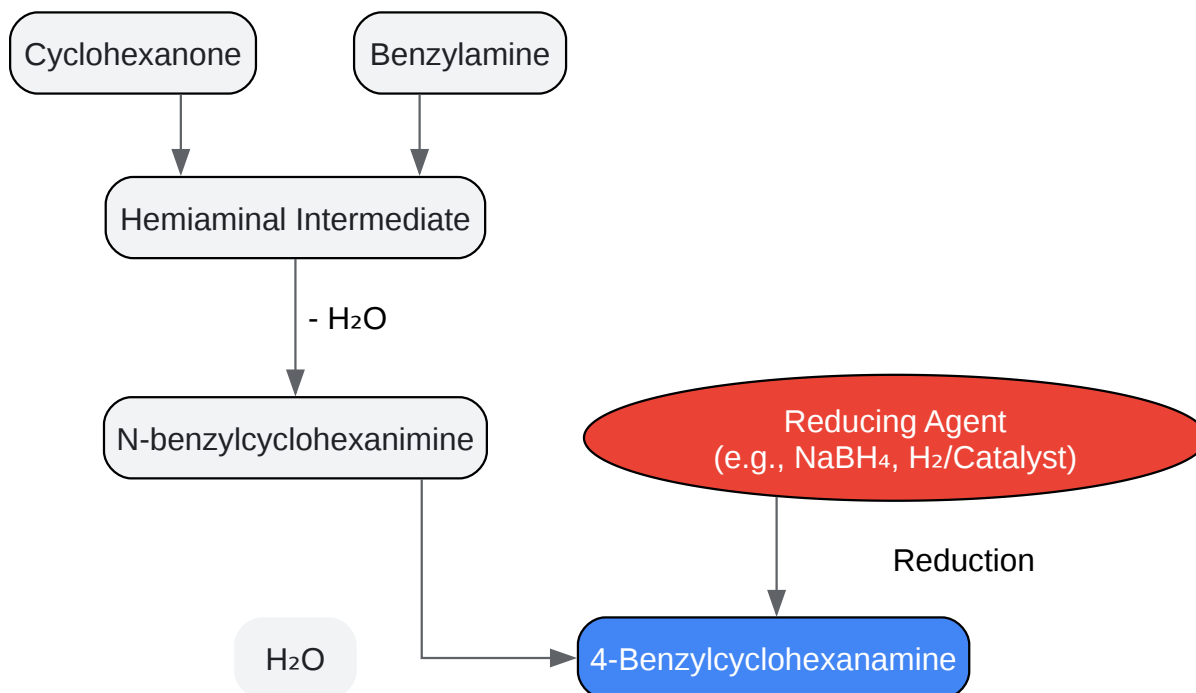 Cyclohexanone
Benzylamine
Hemiaminal Intermediate
- H₂O
N-benzylcyclohexanimine
Reducing Agent
(e.g., NaBH₄, H₂/Catalyst)
Reduction
H₂O
4-Benzylcyclohexanamine